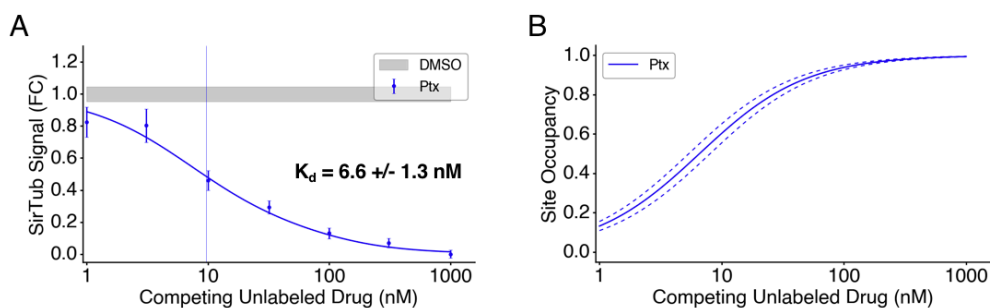 A
SirTub Signal (FC)
1.2
1.0
0.8
0.6
0.4
0.2
0.0
DMSO
Ptx
K_d = 6.6 +/- 1.3 nM
1
10
100
1000
Competing Unlabeled Drug (nM)
B
Site Occupancy
1.0
0.8
0.6
0.4
0.2
0.0
Ptx
1
10
100
1000
Competing Unlabeled Drug (nM)